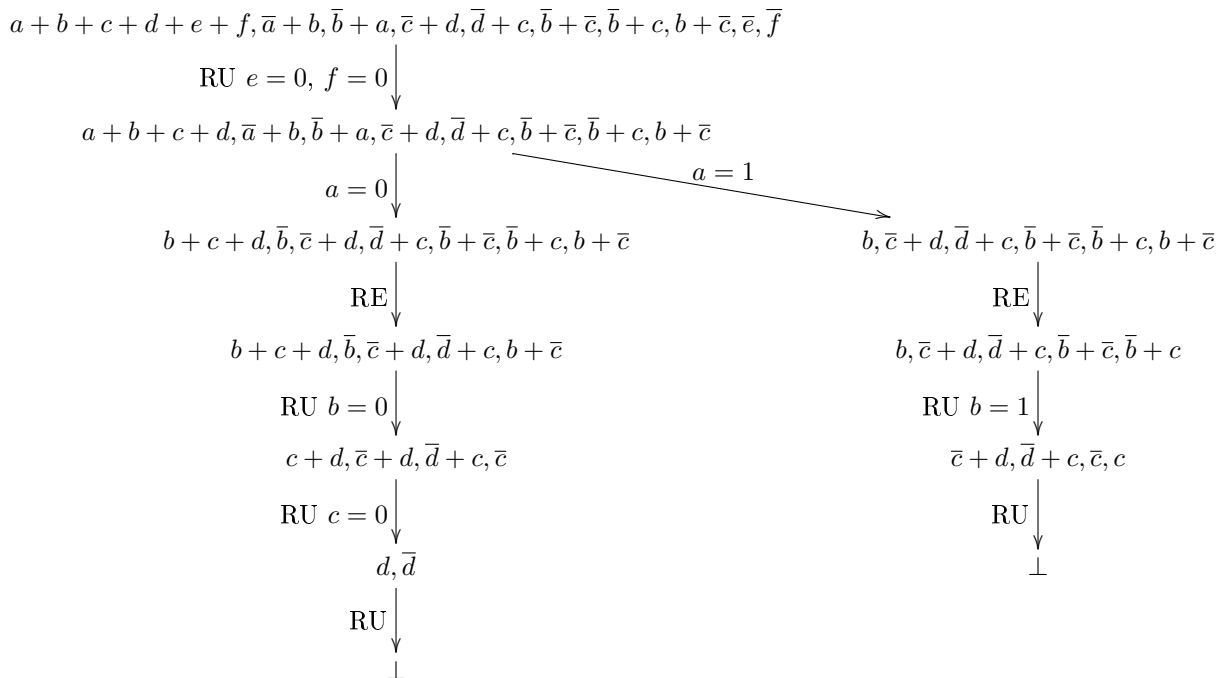 a + b + c + d + e + f, a̅ + b, b̅ + a, c̅ + d, d̅ + c, b̅ + c̅, b̅ + c, b + c̅, e̅, f̅
RU e = 0, f = 0
a + b + c + d, a̅ + b, b̅ + a, c̅ + d, d̅ + c, b̅ + c̅, b̅ + c, b + c̅
a = 0
a = 1
b + c + d, b̅, c̅ + d, d̅ + c, b̅ + c̅, b̅ + c, b + c̅
b, c̅ + d, d̅ + c, b̅ + c̅, b̅ + c, b + c̅
RE
RE
b + c + d, b̅, c̅ + d, d̅ + c, b + c̅
b, c̅ + d, d̅ + c, b̅ + c̅, b̅ + c
RU b = 0
RU b = 1
c + d, c̅ + d, d̅ + c, c̅
c̅ + d, d̅ + c, c̅, c
RU c = 0
RU
d, d̅
⊥
RU
⊥